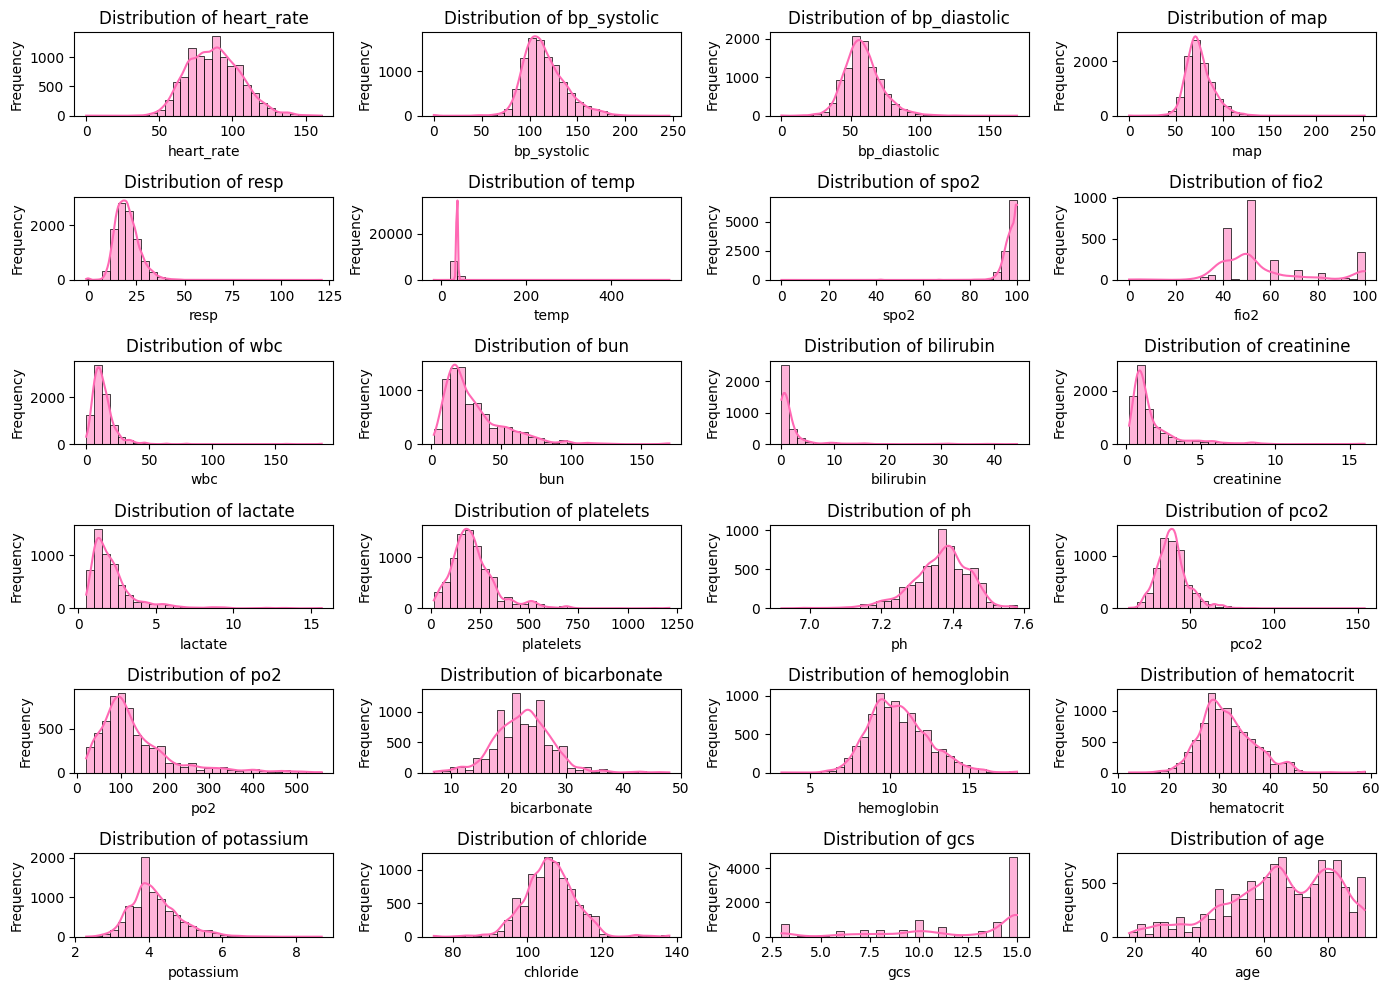 Distribution of heart_rate
Frequency
1000
500
0
0 50 100 150
heart_rate
Distribution of bp_systolic
Frequency
1000
0
0 50 100 150 200 250
bp_systolic
Distribution of bp_diastolic
Frequency
2000
1000
0
0 50 100 150
bp_diastolic
Distribution of map
Frequency
2000
0
0 50 100 150 200 250
map
Distribution of resp
Frequency
2000
0
0 25 50 75 100 125
resp
Distribution of temp
Frequency
20000
0
0 200 400
temp
Distribution of spo2
Frequency
5000
2500
0
0 20 40 60 80 100
spo2
Distribution of fio2
Frequency
1000
500
0
0 20 40 60 80 100
fio2
Distribution of wbc
Frequency
2000
0
0 50 100 150
wbc
Distribution of bun
Frequency
1000
0
0 50 100 150
bun
Distribution of bilirubin
Frequency
2000
1000
0
0 10 20 30 40
bilirubin
Distribution of creatinine
Frequency
2000
0
0 5 10 15
creatinine
Distribution of lactate
Frequency
1000
0
0 5 10 15
lactate
Distribution of platelets
Frequency
1000
0
0 250 500 750 1000 1250
platelets
Distribution of ph
Frequency
1000
500
0
7.0 7.2 7.4 7.6
ph
Distribution of pco2
Frequency
1000
0
50 100 150
pco2
Distribution of po2
Frequency
500
0
0 100 200 300 400 500
po2
Distribution of bicarbonate
Frequency
1000
500
0
10 20 30 40 50
bicarbonate
Distribution of hemoglobin
Frequency
1000
500
0
5 10 15
hemoglobin
Distribution of hematocrit
Frequency
1000
0
10 20 30 40 50 60
hematocrit
Distribution of potassium
Frequency
2000
1000
0
2 4 6 8
potassium
Distribution of chloride
Frequency
1000
500
0
80 100 120 140
chloride
Distribution of gcs
Frequency
4000
2000
0
2.5 5.0 7.5 10.0 12.5 15.0
gcs
Distribution of age
Frequency
500
0
20 40 60 80
age